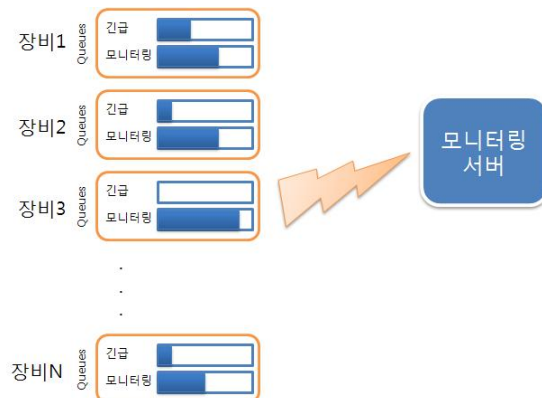 장비1
Queues
긴급
모니터링
장비2
Queues
긴급
모니터링
장비3
Queues
긴급
모니터링
.
.
.
장비N
Queues
긴급
모니터링
모니터링
서버